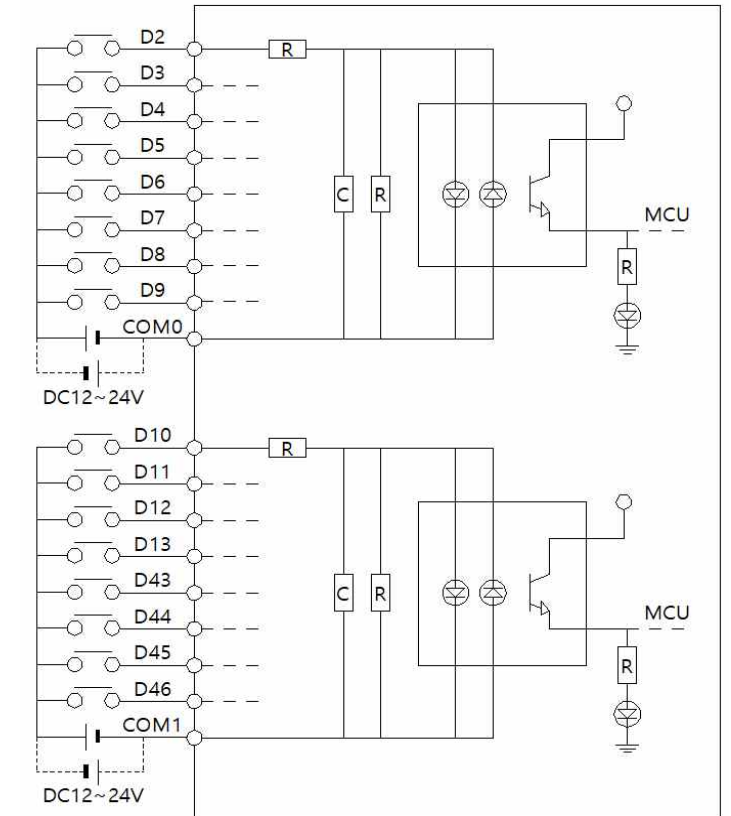 D2
R
D3
D4
D5
D6
C
R
D7
MCU
D8
R
D9
COM0
DC12~24V
D10
R
D11
D12
D13
D43
C
R
D44
MCU
D45
R
D46
COM1
DC12~24V